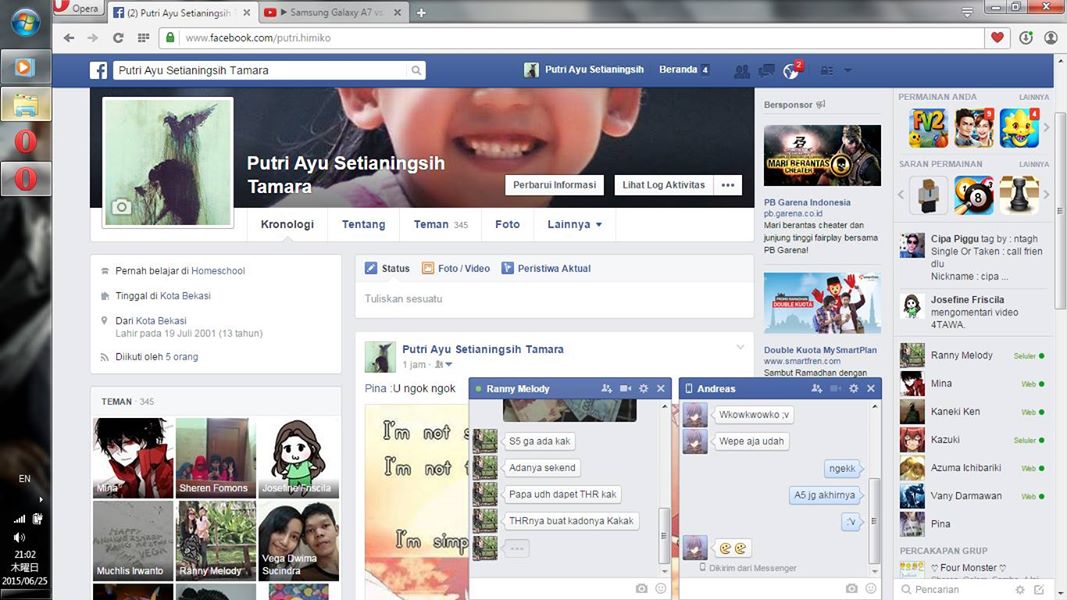 Opera
(2) Putri Ayu Setianingsih
Samsung Galaxy A7 vs
www.facebook.com/putri.himiko
Putri Ayu Setianingsih Tamara
Putri Ayu Setianingsih
Beranda 4
2
Putri Ayu Setianingsih
Tamara
Perbarui Informasi
Lihat Log Aktivitas
Kronologi
Tentang
Teman 345
Foto
Lainnya
Pernah belajar di Homeschool
Tinggal di Kota Bekasi
Dari Kota Bekasi
Lahir pada 19 Juli 2001 (13 tahun)
Diikuti oleh 5 orang
TEMAN · 345
Mina
Sheren Fomons
Josefine Friscila
Muchlis Irwanto
Ranny Melody
Vega Dwima
Sucindra
Status
Foto / Video
Peristiwa Aktual
Tuliskan sesuatu
Putri Ayu Setianingsih Tamara
1 jam ·
Pina :U ngok ngok
I'm not
I'm not
I'm simp
Ranny Melody
S5 ga ada kak
Adanya sekend
Papa udh dapet THR kak
THRnya buat kadonya Kakak
---
Andreas
Wkowkwowko ;v
Wepe aja udah
ngekk
A5 jg akhirnya
:'v
Dikirim dari Messenger
Bersponsor
MARI BERANTAS
CHEATER
PB Garena Indonesia
pb.garena.co.id
Mari berantas cheater dan
junjung tinggi fairplay bersama
PB Garena!
DOUBLE KUOTA
Double Kuota MySmartPlan
www.smartfren.com
Sambut Ramadhan dengan
PERMAINAN ANDA
LAINNYA
FV2
9
4
SARAN PERMAINAN
LAINNYA
8
Cipa Piggu tag by : ntagh
Single Or Taken : call frien
dlu
Nickname : cipa ...
Josefine Friscila
mengomentari video
4TAWA.
Ranny Melody
Seluler
Mina
Web
Kaneki Ken
Web
Kazuki
Seluler
Azuma Ichibariki
Web
Vany Darmawan
Web
Pina
PERCAKAPAN GRUP
♡ Four Monster ♡
Pencarian
EN
21:02
木曜日
2015/06/25